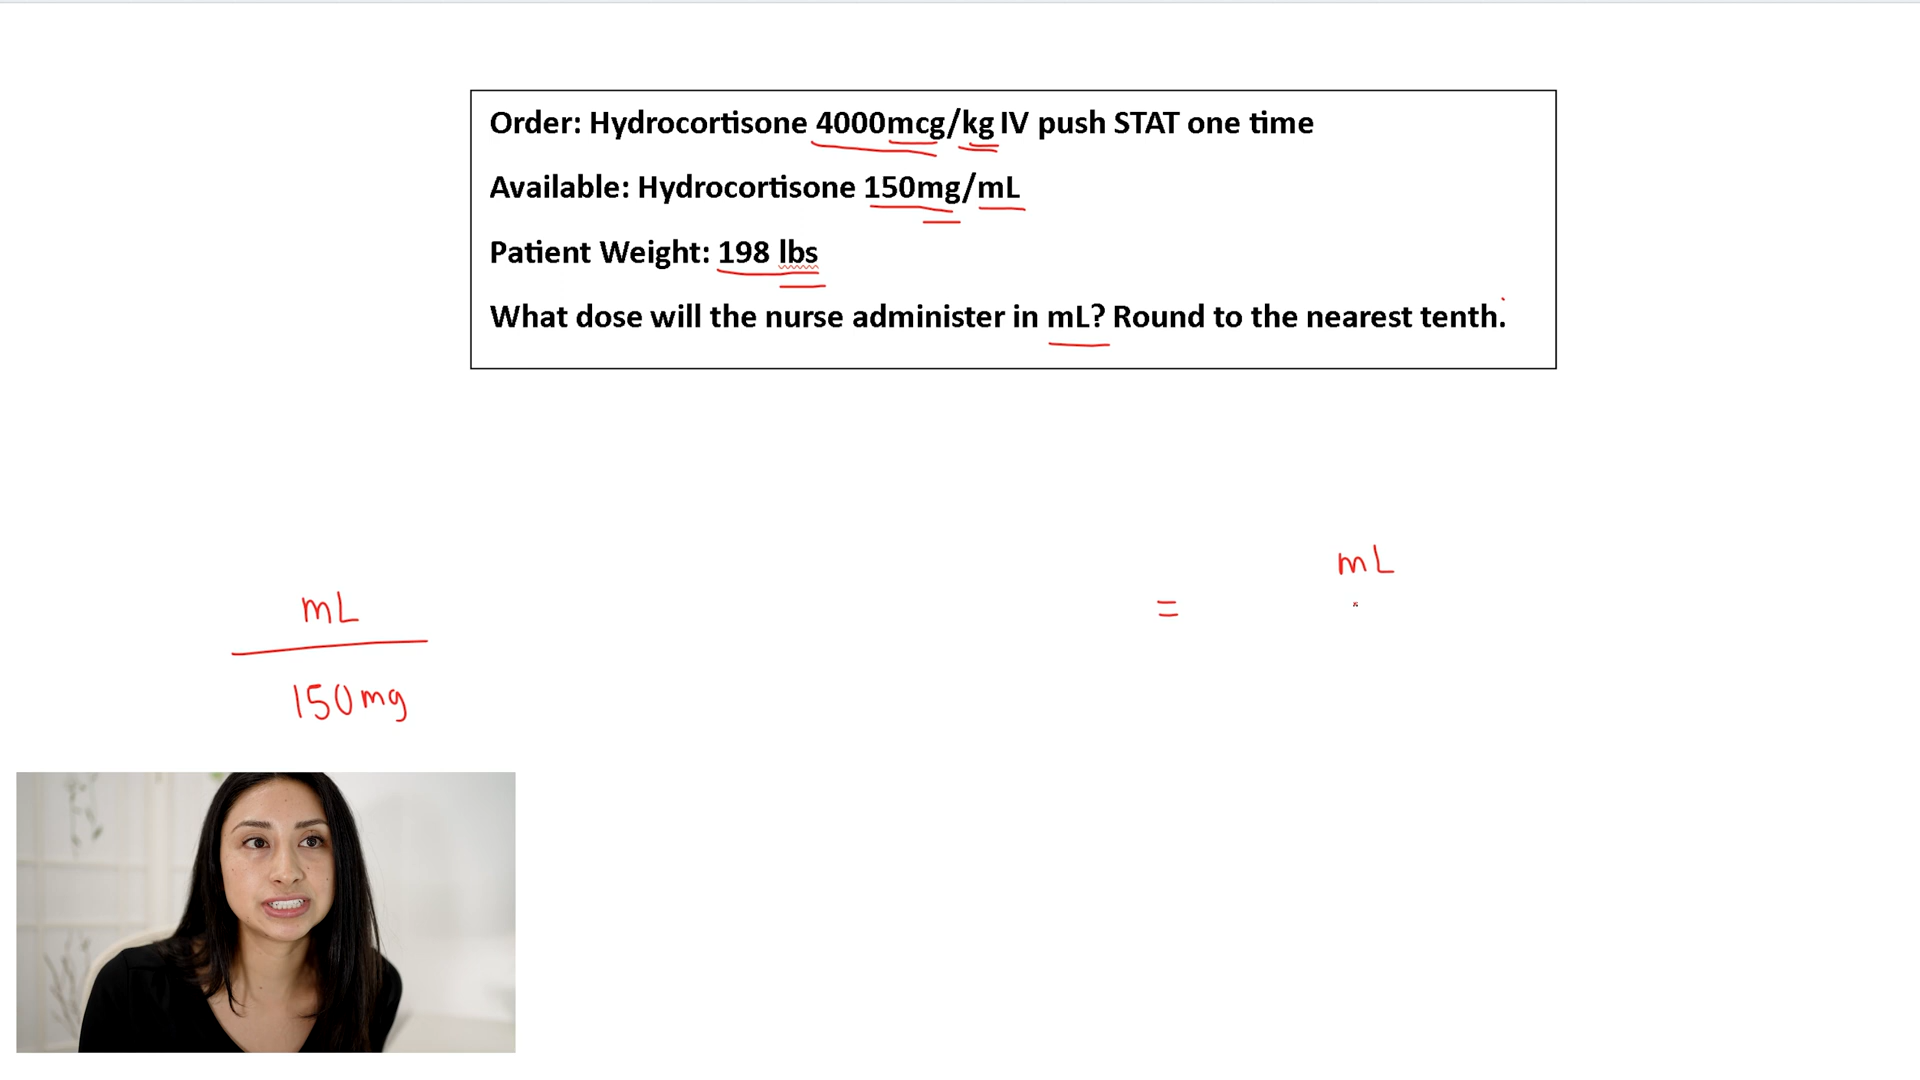 Order: Hydrocortisone 4000mcg/kg IV push STAT one time
Available: Hydrocortisone 150mg/mL
Patient Weight: 198 lbs
What dose will the nurse administer in mL? Round to the nearest tenth.
mL
= mL
150mg